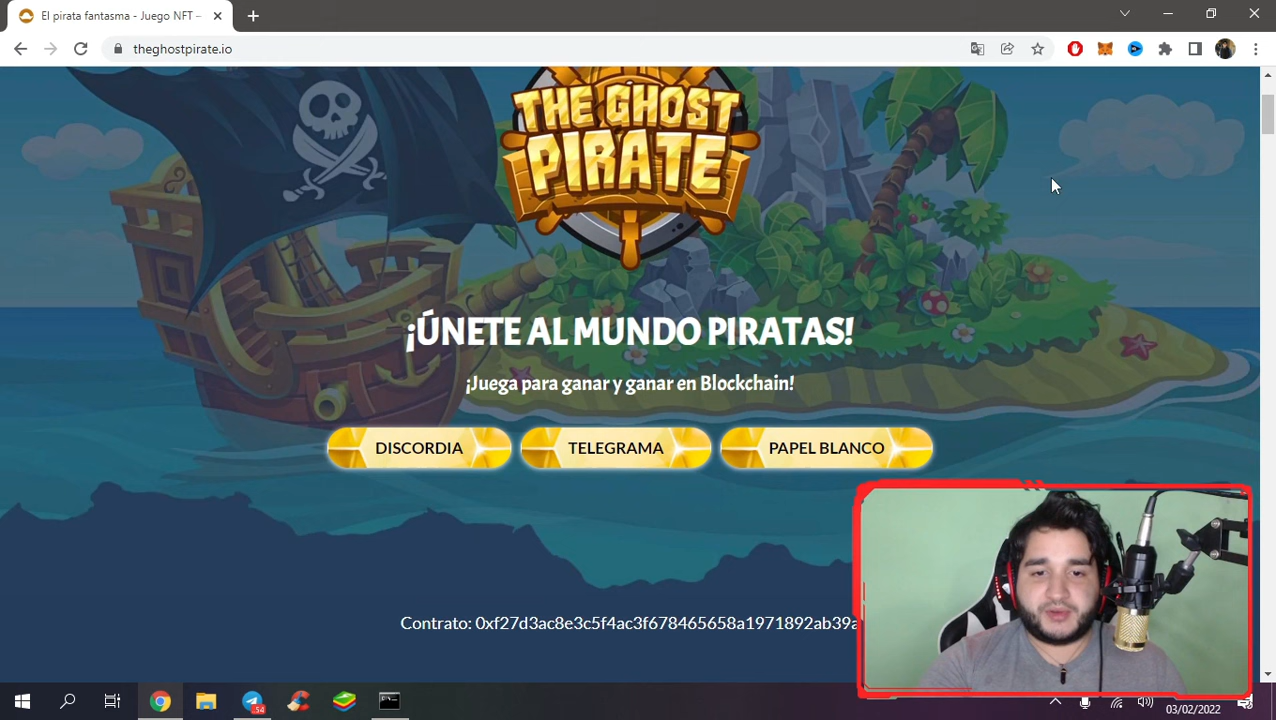 El pirata fantasma - Juego NFT –
theghostpirate.io
THE GHOST
PIRATE
¡ÚNETE AL MUNDO PIRATAS!
¡Juega para ganar y ganar en Blockchain!
DISCORDIA
TELEGRAMA
PAPEL BLANCO
Contrato: 0xf27d3ac8e3c5f4ac3f678465658a1971892ab39a
54
03/02/2022